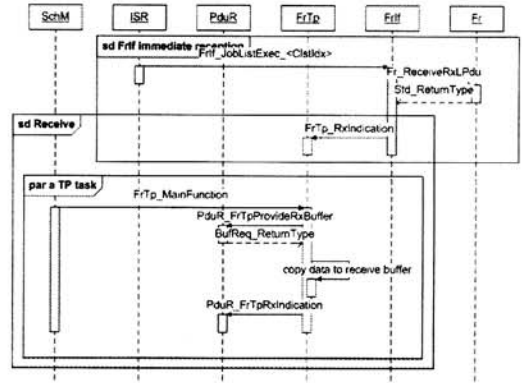 SchM ISR PduR FrTp FrIf Fr
sd FrIf immediate reception
FrIf_JobListExec_<ClstIdx>
Fr_ReceiveRxLPdu
Std_ReturnType
sd Receive
FrTp_RxIndication
par a TP task
FrTp_MainFunction
PduR_FrTpProvideRxBuffer
BufReq_ReturnType
copy data to receive buffer
PduR_FrTpRxIndication